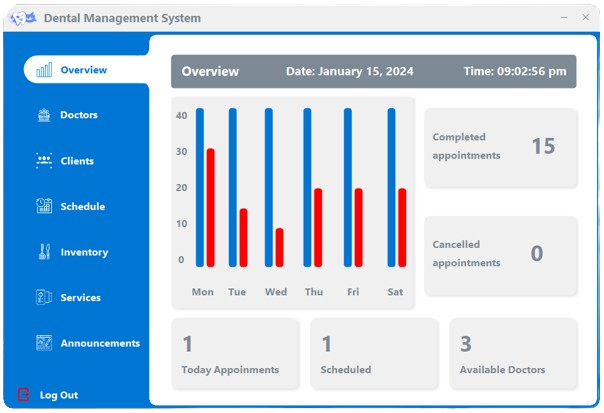 Dental Management System
Overview
Doctors
Clients
Schedule
Inventory
Services
Announcements
Log Out
Overview Date: January 15, 2024 Time: 09:02:56 pm
40
30
20
10
0
Mon Tue Wed Thu Fri Sat
Completed
appointments
15
Cancelled
appointments
0
1
Today Appoinments
1
Scheduled
3
Available Doctors